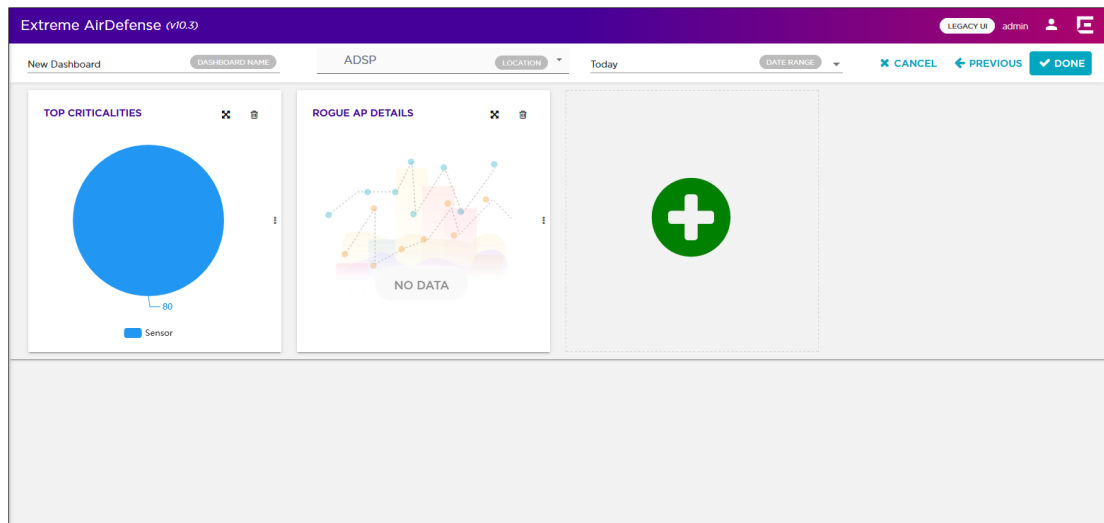 Extreme AirDefense (v10.3)
LEGACY UI admin
New Dashboard DASHBOARD NAME ADSP LOCATION Today DATE RANGE CANCEL PREVIOUS DONE
TOP CRITICALITIES
80
Sensor
ROGUE AP DETAILS
NO DATA